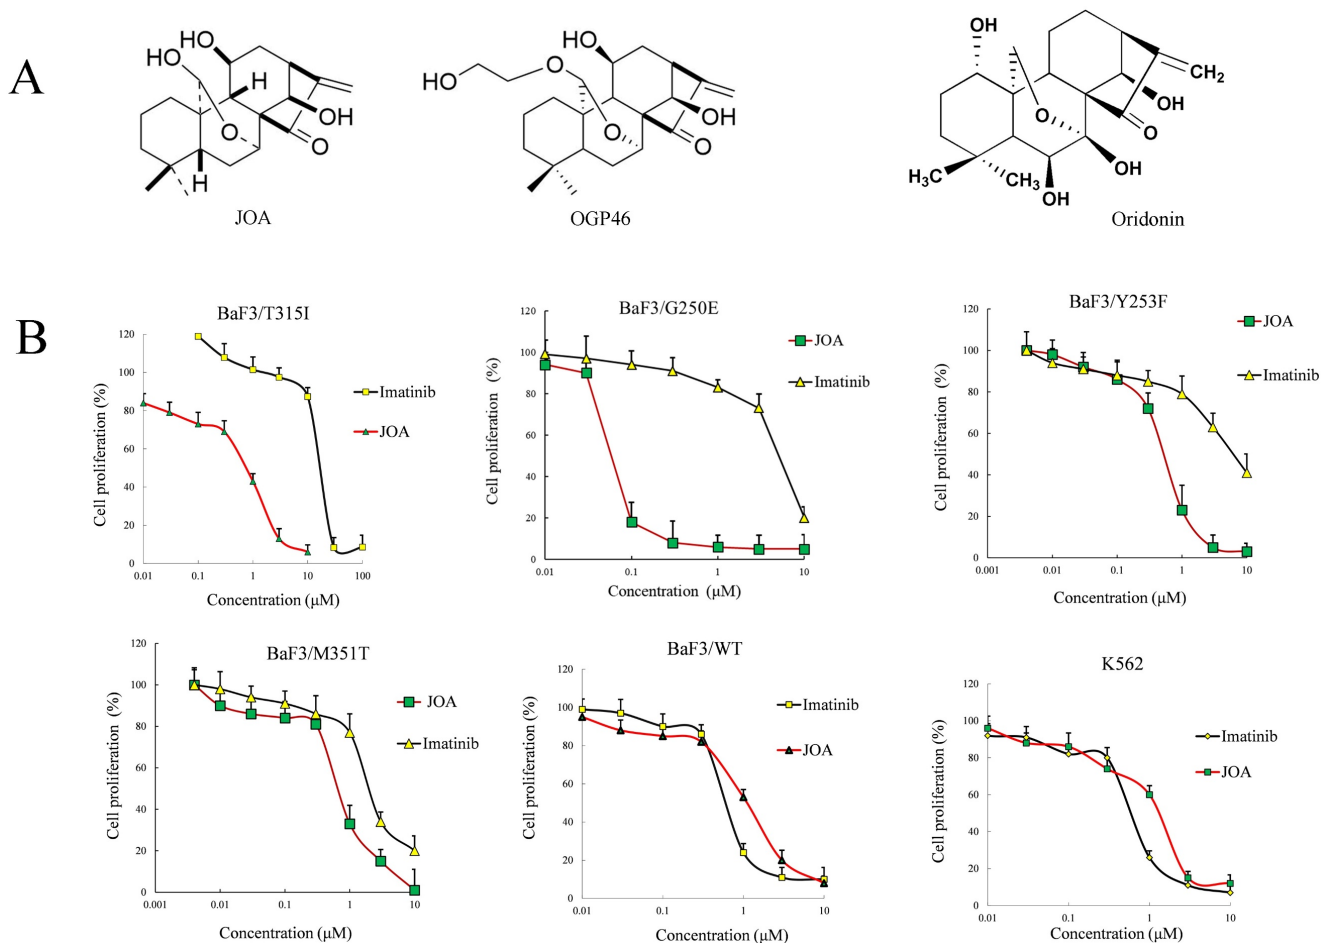 A
HO
HO
H
OH
O
O
H
JOA
HO
O
HO
OH
O
O
OGP46
OH
CH2
OH
O
O
OH
H3C
CH3
OH
Oridonin
B
BaF3/T315I
Cell proliferation (%)
120
100
80
60
40
20
0
0.01 0.1 1 10 100
Concentration (μM)
Imatinib
JOA
BaF3/G250E
Cell proliferation (%)
120
100
80
60
40
20
0
0.01 0.1 1 10
Concentration (μM)
JOA
Imatinib
BaF3/Y253F
Cell proliferation (%)
120
100
80
60
40
20
0
0.001 0.01 0.1 1 10
Concentration (μM)
JOA
Imatinib
BaF3/M351T
Cell proliferation (%)
120
100
80
60
40
20
0
0.001 0.01 0.1 1 10
Concentration (μM)
JOA
Imatinib
BaF3/WT
Cell proliferation (%)
120
100
80
60
40
20
0
0.01 0.1 1 10
Concentration (μM)
Imatinib
JOA
K562
Cell proliferation (%)
120
100
80
60
40
20
0
0.01 0.1 1 10
Concentration (μM)
Imatinib
JOA